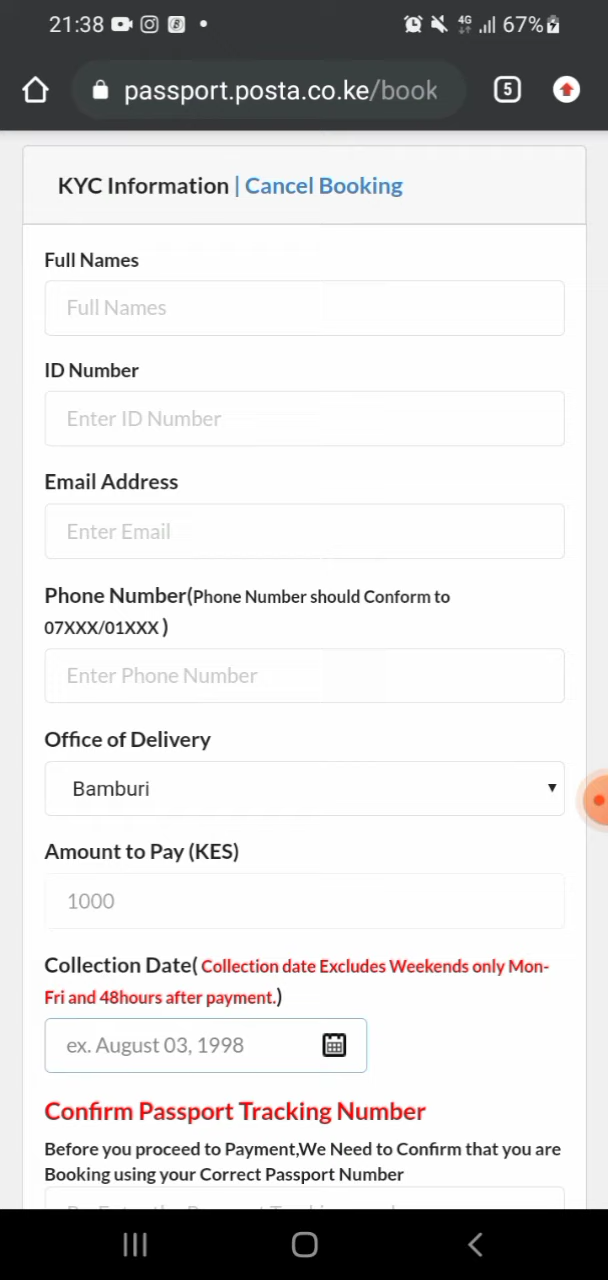 21:38
4G 67%
passport.posta.co.ke/book
5
KYC Information | Cancel Booking
Full Names
Full Names
ID Number
Enter ID Number
Email Address
Enter Email
Phone Number(Phone Number should Conform to
07XXX/01XXX )
Enter Phone Number
Office of Delivery
Bamburi
Amount to Pay (KES)
1000
Collection Date( Collection date Excludes Weekends only Mon-
Fri and 48hours after payment.)
ex. August 03, 1998
Confirm Passport Tracking Number
Before you proceed to Payment,We Need to Confirm that you are
Booking using your Correct Passport Number